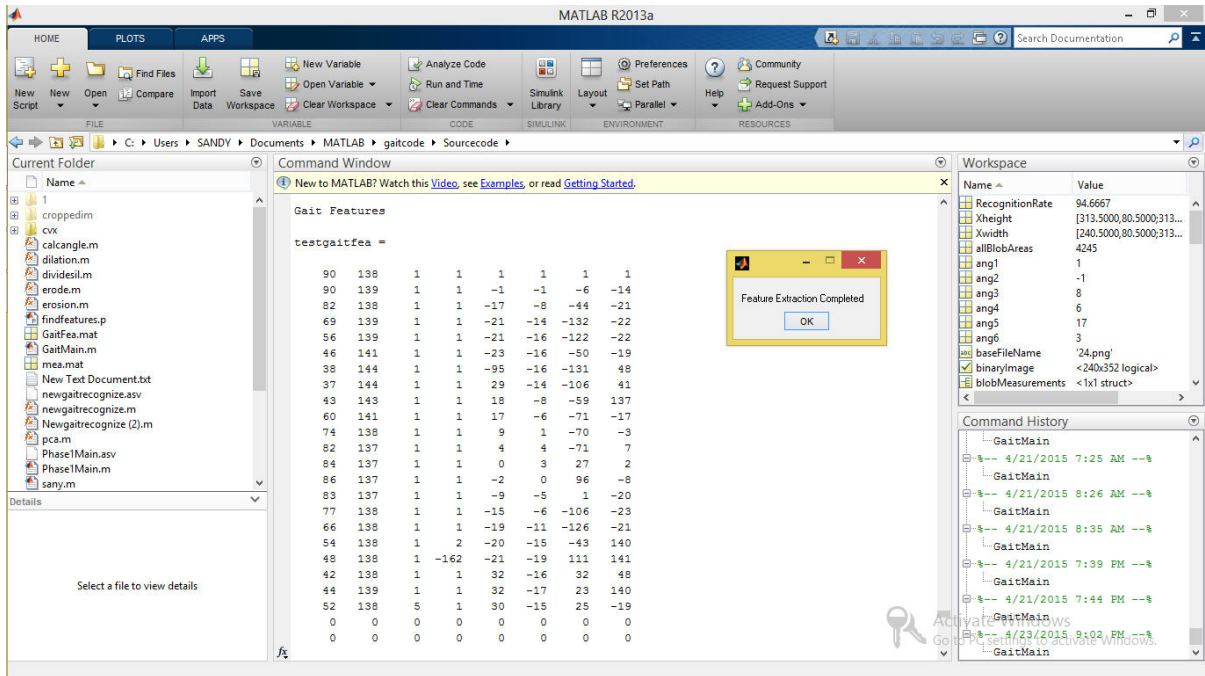 MATLAB R2013a
HOME PLOTS APPS
Search Documentation
New Script
New
Open
Find Files
Compare
Import Data
Save Workspace
New Variable
Open Variable
Clear Workspace
Analyze Code
Run and Time
Clear Commands
Simulink Library
Layout
Preferences
Set Path
Parallel
Help
Community
Request Support
Add-Ons
FILE VARIABLE CODE SIMULINK ENVIRONMENT RESOURCES
C: Users SANDY Documents MATLAB gaitcode Sourcecode
Current Folder
Name
1
croppedim
cvx
calcangle.m
dilation.m
dividesil.m
erode.m
erosion.m
findfeatures.p
GaitFea.mat
GaitMain.m
mea.mat
New Text Document.txt
newgaitrecognize.asv
newgaitrecognize.m
Newgaitrecognize (2).m
pca.m
Phase1Main.asv
Phase1Main.m
sany.m
Details
Select a file to view details
Command Window
New to MATLAB? Watch this Video, see Examples, or read Getting Started.
Gait Features
testgaitfea =
90 138 1 1 1 1 1 1
90 139 1 1 -1 -1 -6 -14
82 138 1 1 -17 -8 -44 -21
69 139 1 1 -21 -14 -132 -22
56 139 1 1 -21 -16 -122 -22
46 141 1 1 -23 -16 -50 -19
38 144 1 1 -95 -16 -131 48
37 144 1 1 29 -14 -106 41
43 143 1 1 18 -8 -59 137
60 141 1 1 17 -6 -71 -17
74 138 1 1 9 1 -70 -3
82 137 1 1 4 4 -71 7
84 137 1 1 0 3 27 2
86 137 1 1 -2 0 96 -8
83 137 1 1 -9 -5 1 -20
77 138 1 1 -15 -6 -106 -23
66 138 1 1 -19 -11 -126 -21
54 138 1 2 -20 -15 -43 140
48 138 1 -162 -21 -19 111 141
42 138 1 1 32 -16 32 48
44 139 1 1 32 -17 23 140
52 138 5 1 30 -15 25 -19
0 0 0 0 0 0 0 0
0 0 0 0 0 0 0 0
fx
Feature Extraction Completed
OK
Workspace
Name Value
RecognitionRate 94.6667
Xheight [313.5000,80.5000;313...
Xwidth [240.5000,80.5000;313...
allBlobAreas 4245
ang1 1
ang2 -1
ang3 8
ang4 6
ang5 17
ang6 3
baseFileName '24.png'
binaryImage <240x352 logical>
blobMeasurements <1x1 struct>
Command History
GaitMain
%-- 4/21/2015 7:25 AM --%
GaitMain
%-- 4/21/2015 8:26 AM --%
GaitMain
%-- 4/21/2015 8:35 AM --%
GaitMain
%-- 4/21/2015 7:39 PM --%
GaitMain
%-- 4/21/2015 7:44 PM --%
GaitMain
%-- 4/23/2015 9:02 PM --%
GaitMain
Activate Windows
Go to PC settings to activate Windows.